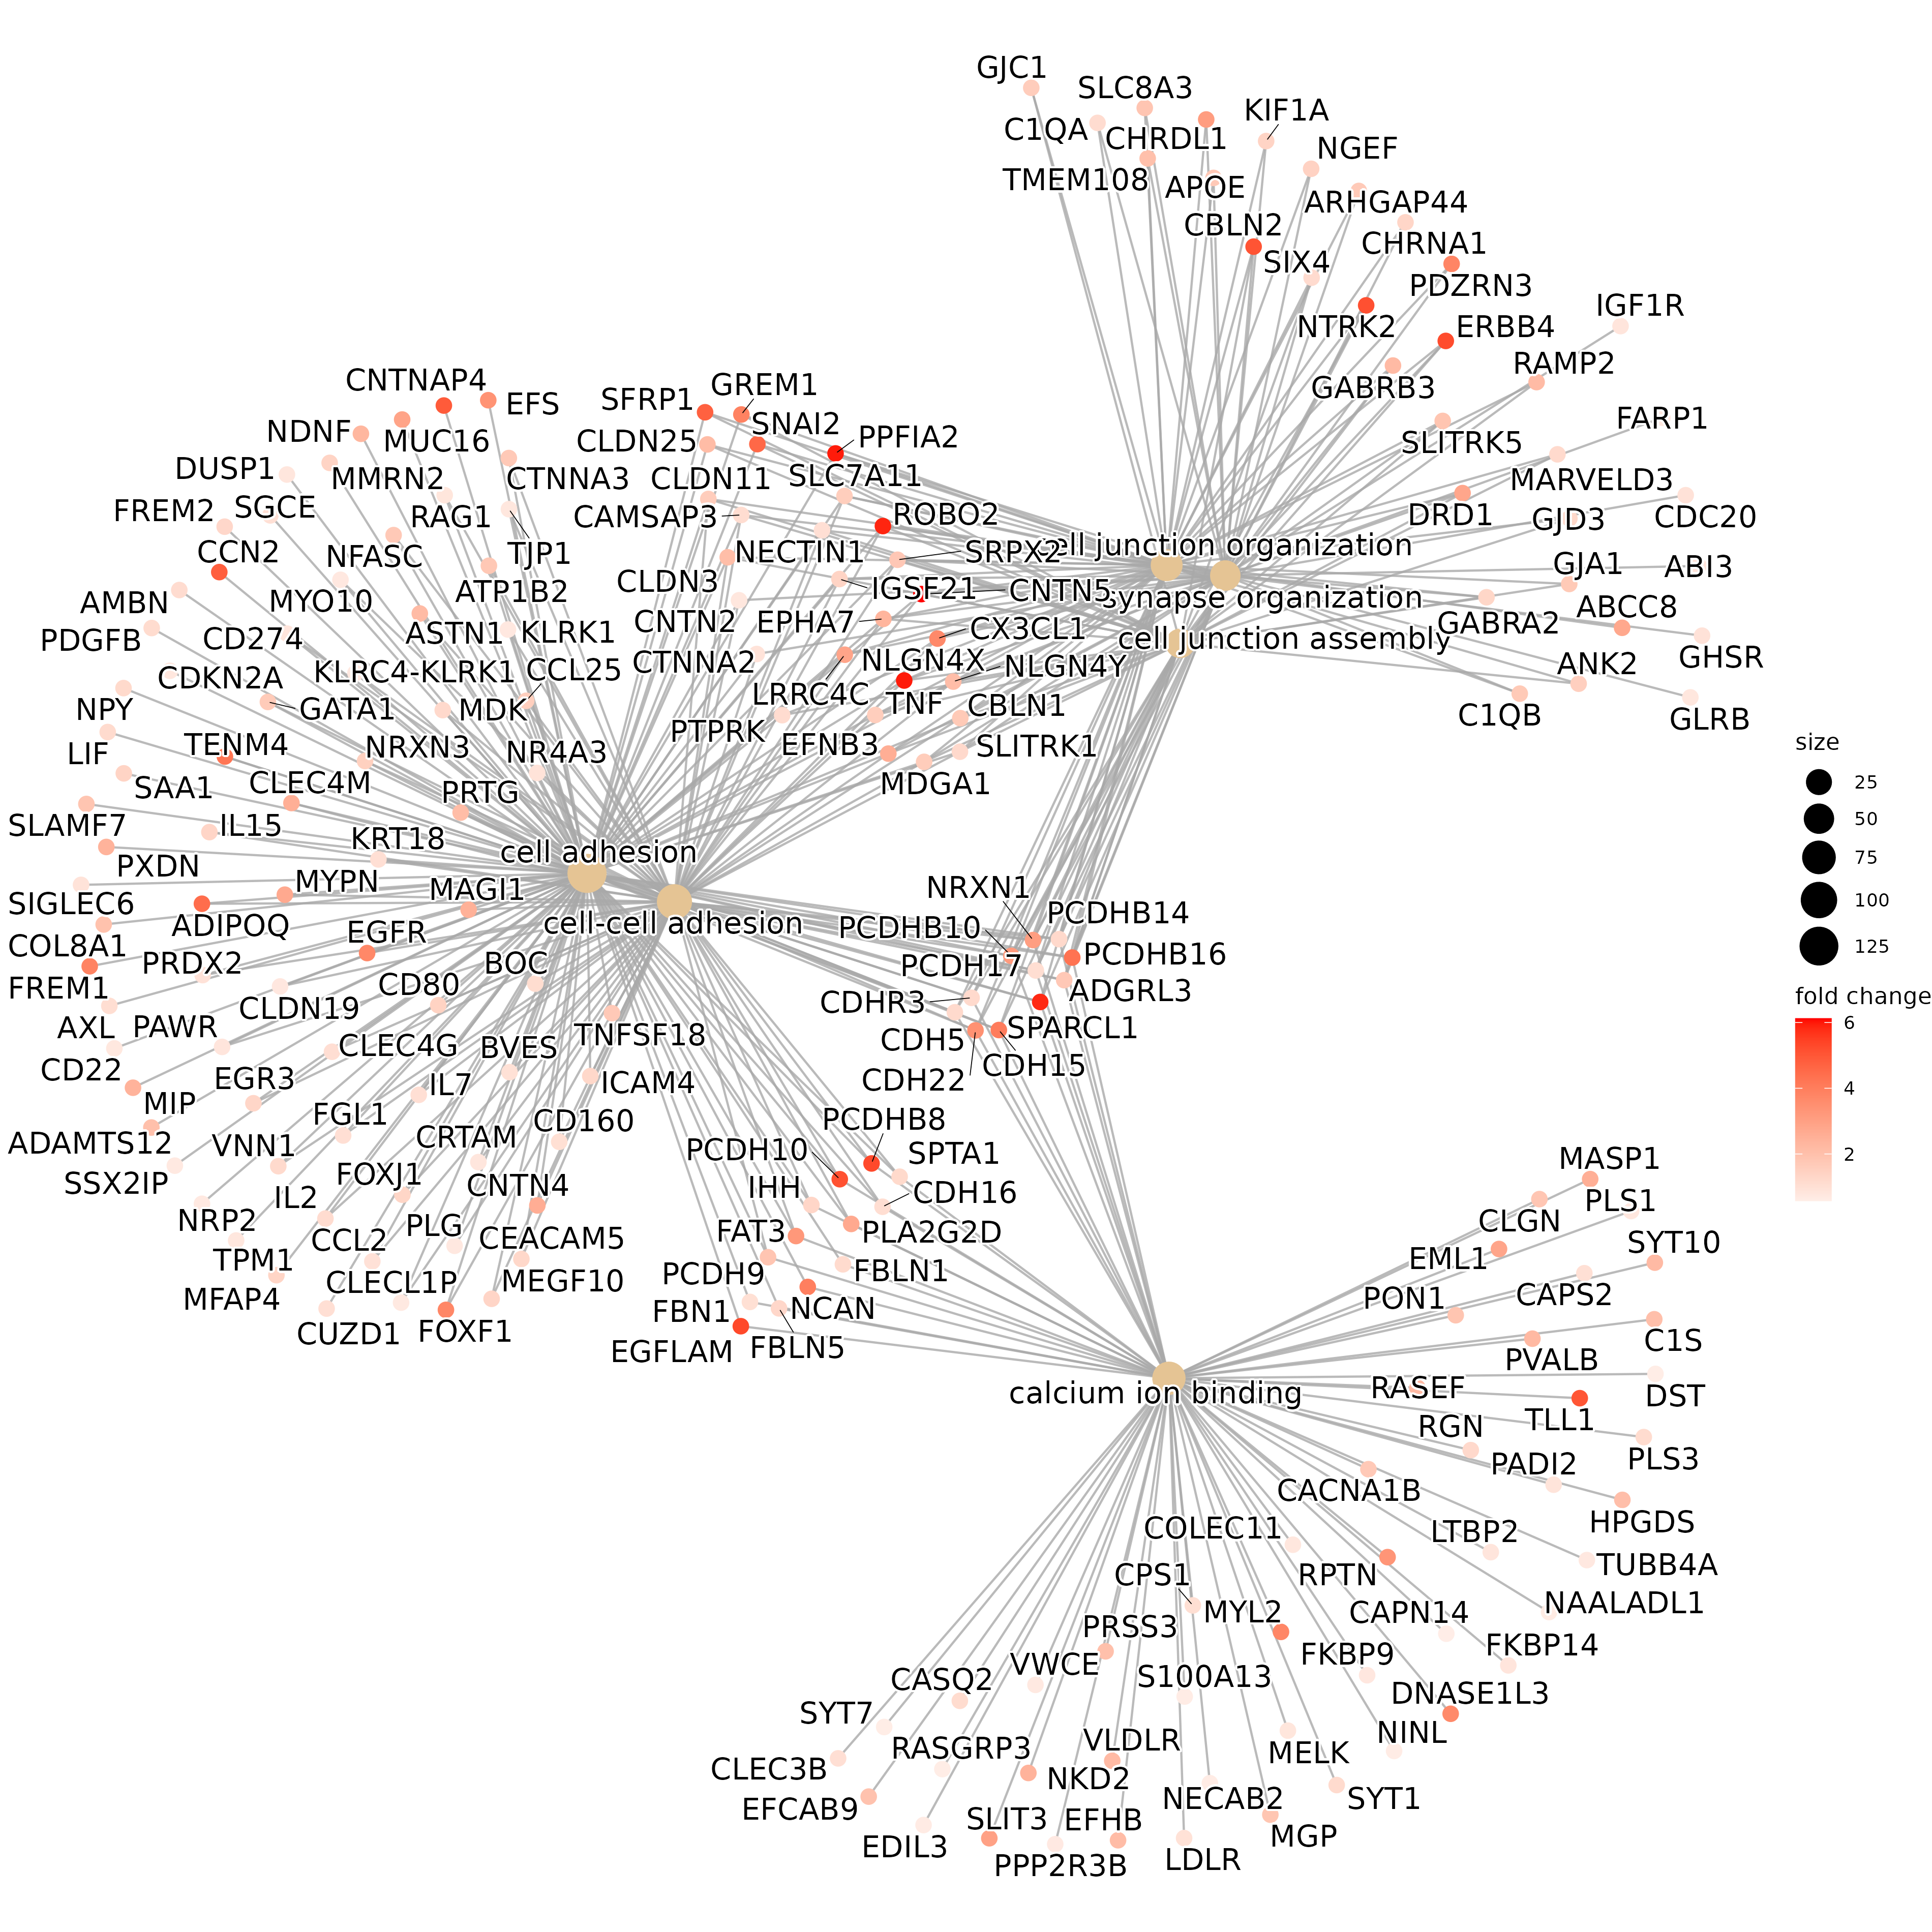 GJC1
SLC8A3
KIF1A
C1QA
CHRDL1
NGEF
TMEM108
APOE
ARHGAP44
CBLN2
CHRNA1
SIX4
PDZRN3
IGF1R
NTRK2
ERBB4
RAMP2
GABRB3
FARP1
SLITRK5
MARVELD3
DRD1
GJD3
CDC20
GJA1
ABI3
ABCC8
GABRA2
ANK2
GHSR
C1QB
GLRB
cell junction organization
synapse organization
cell junction assembly
CNTNAP4
EFS
SFRP1
GREM1
SNAI2
PPFIA2
NDNF
MUC16
CLDN25
DUSP1
MMRN2
CTNNA3
CLDN11
SLC7A11
FREM2
SGCE
RAG1
CAMSAP3
ROBO2
CCN2
NFASC
TJP1
NECTIN1
SRPX2
AMBN
MYO10
ATP1B2
CLDN3
IGSF21
CNTN5
PDGFB
CD274
ASTN1
KLRK1
CNTN2
EPHA7
CX3CL1
CDKN2A
KLRC4-KLRK1
CCL25
CTNNA2
NLGN4X
NLGN4Y
NPY
GATA1
MDK
LRRC4C
TNF
CBLN1
LIF
TENM4
NRXN3
NR4A3
PTPRK
EFNB3
SLITRK1
SAA1
CLEC4M
PRTG
MDGA1
SLAMF7
IL15
KRT18
cell adhesion
PXDN
MYPN
MAGI1
SIGLEC6
ADIPOQ
EGFR
cell-cell adhesion
COL8A1
PRDX2
BOC
FREM1
CLDN19
CD80
AXL
PAWR
CLEC4G
BVES
TNFSF18
CD22
EGR3
IL7
ICAM4
MIP
FGL1
CD160
ADAMTS12
VNN1
CRTAM
SSX2IP
FOXJ1
CNTN4
NRP2
IL2
PLG
CEACAM5
TPM1
CCL2
MFAP4
CLECL1P
MEGF10
CUZD1
FOXF1
NRXN1
PCDHB14
PCDHB10
PCDHB16
PCDH17
ADGRL3
CDHR3
SPARCL1
CDH5
CDH15
CDH22
PCDHB8
PCDH10
SPTA1
IHH
CDH16
FAT3
PLA2G2D
PCDH9
FBLN1
FBN1
NCAN
EGFLAM
FBLN5
calcium ion binding
MASP1
PLS1
CLGN
SYT10
EML1
CAPS2
PON1
C1S
PVALB
RASEF
DST
TLL1
RGN
PLS3
PADI2
CACNA1B
HPGDS
COLEC11
LTBP2
TUBB4A
CPS1
RPTN
NAALADL1
MYL2
CAPN14
PRSS3
FKBP14
FKBP9
VWCE
S100A13
CASQ2
DNASE1L3
SYT7
NINL
RASGRP3
VLDLR
MELK
CLEC3B
NKD2
NECAB2
SYT1
EFCAB9
SLIT3
EFHB
MGP
EDIL3
PPP2R3B
LDLR
size
25
50
75
100
125
fold change
6
4
2